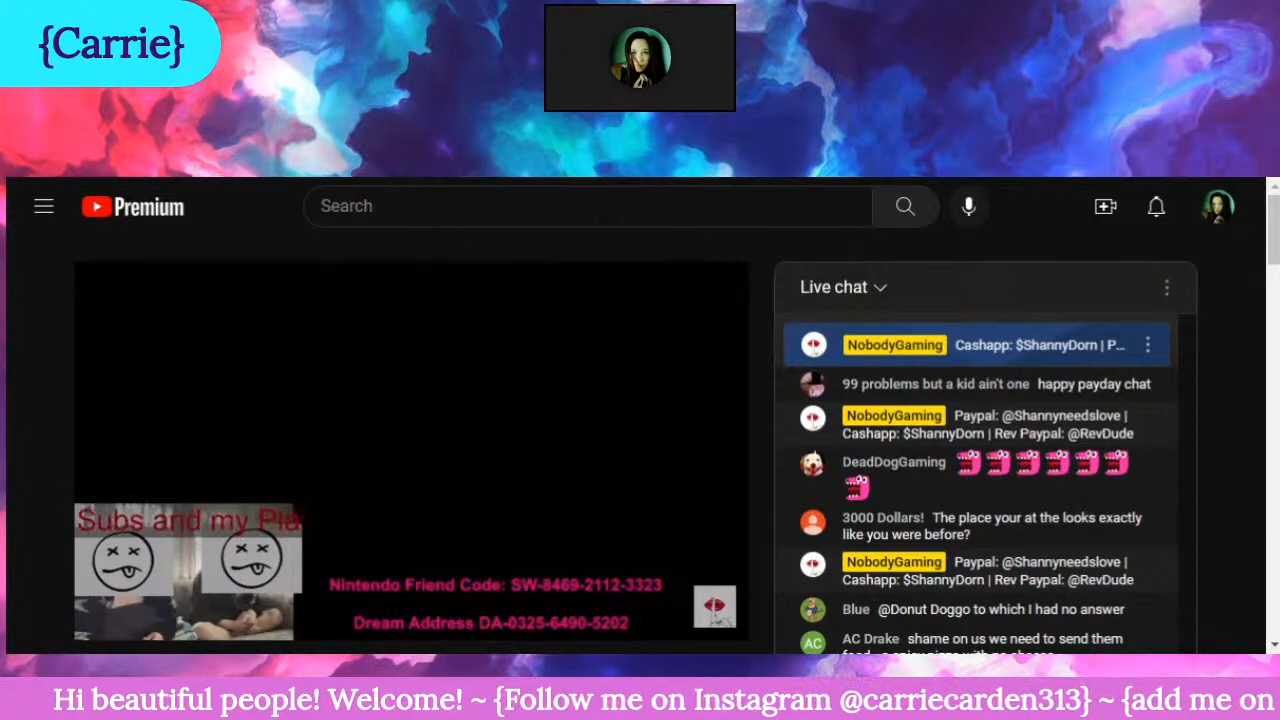 {Carrie}
Premium
Search
Live chat
NobodyGaming Cashapp: $ShannyDorn | P...
99 problems but a kid ain't one happy payday chat
NobodyGaming Paypal: @Shannyneedslove |
Cashapp: $ShannyDorn | Rev Paypal: @RevDude
DeadDogGaming
3000 Dollars! The place your at the looks exactly
like you were before?
NobodyGaming Paypal: @Shannyneedslove |
Cashapp: $ShannyDorn | Rev Paypal: @RevDude
Blue @Donut Doggo to which I had no answer
AC AC Drake shame on us we need to send them
Subs and my Pla
Nintendo Friend Code: SW-8469-2112-3323
Dream Address DA-0325-6490-5202
Hi beautiful people! Welcome! ~ {Follow me on Instagram @carriecarden313} ~ {add me on